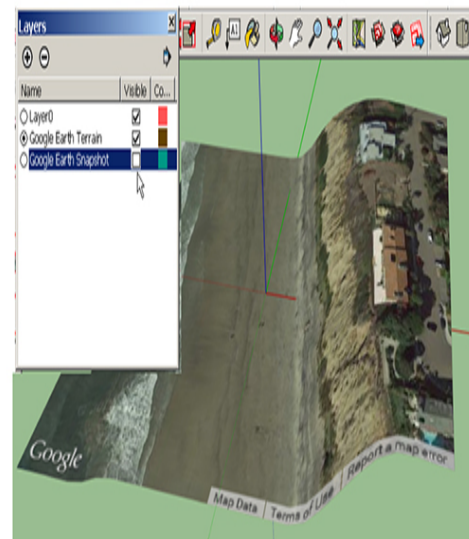 Layers
Name Visible Co...
Layer0
Google Earth Terrain
Google Earth Snapshot
Google
Map Data Terms of Use Report a map error